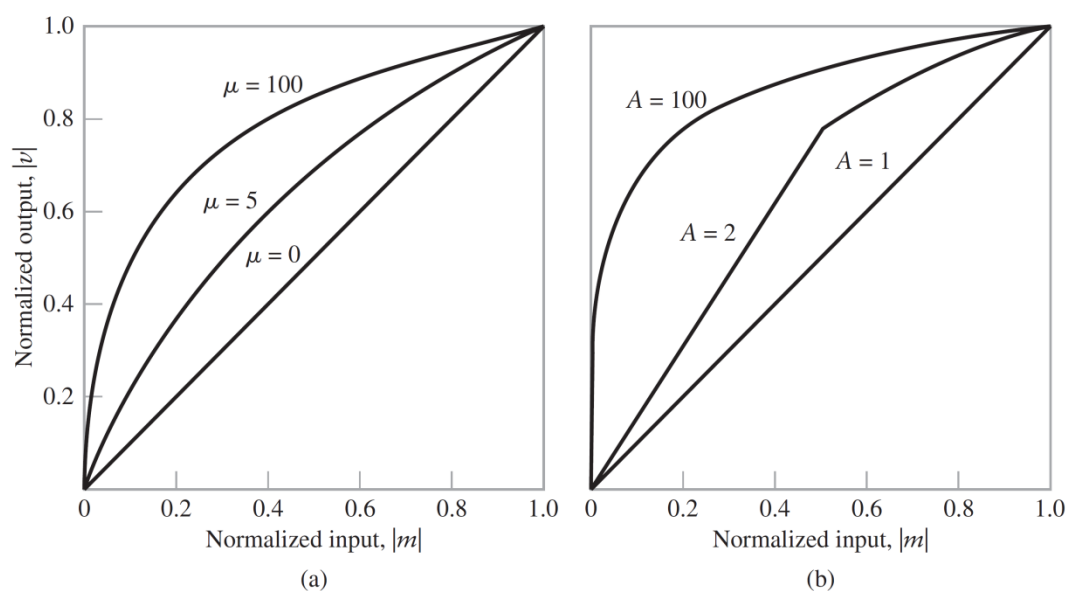 Normalized output, |v|
1.0
0.8
0.6
0.4
0.2
μ = 100
μ = 5
μ = 0
0 0.2 0.4 0.6 0.8 1.0
Normalized input, |m|
(a)
A = 100
A = 1
A = 2
0 0.2 0.4 0.6 0.8 1.0
Normalized input, |m|
(b)